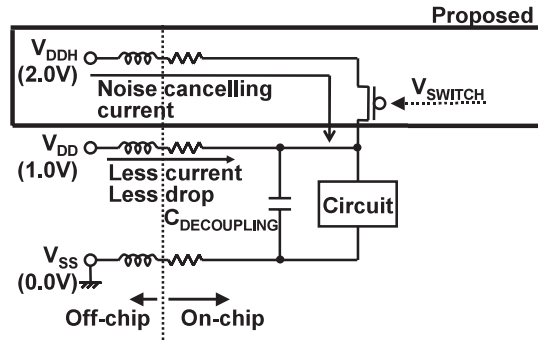 Proposed
V_DDH
(2.0V)
Noise cancelling
current
V_SWITCH
V_DD
(1.0V)
Less current
Less drop
C_DECOUPLING
Circuit
V_SS
(0.0V)
Off-chip
On-chip